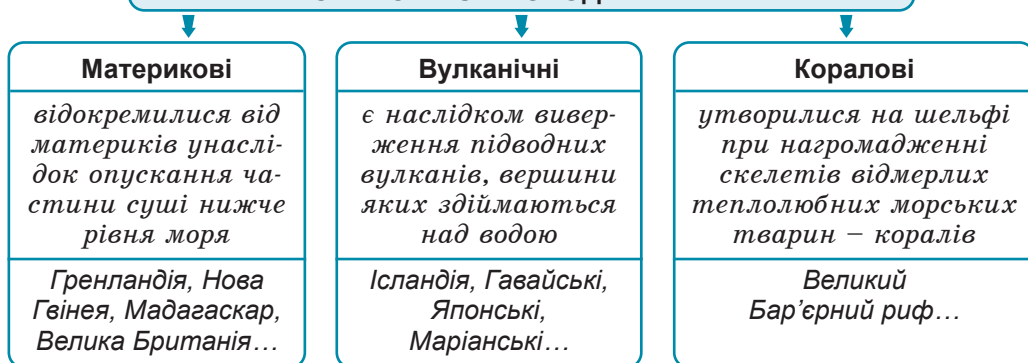 Материкові
відокремилися від
материків унаслі-
док опускання ча-
стини суші нижче
рівня моря
Гренландія, Нова
Гвінея, Мадагаскар,
Велика Британія…
Вулканічні
є наслідком вивер-
ження підводних
вулканів, вершини
яких здіймаються
над водою
Ісландія, Гавайські,
Японські,
Маріанські…
Коралові
утворилися на шельфі
при нагромадженні
скелетів відмерлих
теплолюбних морських
тварин – коралів
Великий
Бар’єрний риф…